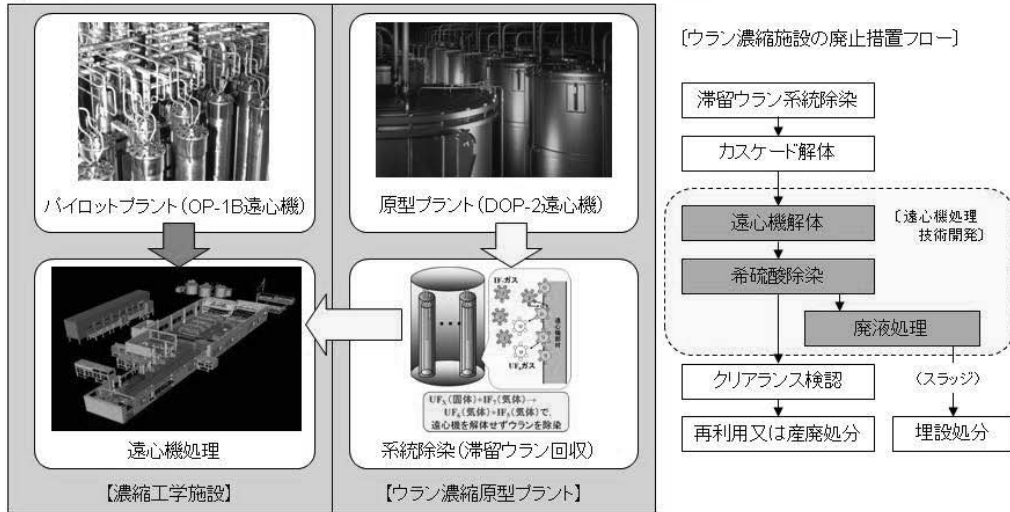 パイロットプラント(OP-1B遠心機)
原型プラント(DOP-2遠心機)
遠心機処理
IF₇ガス
遠心機部材
UF₆ガス
UFₓ(固体)+IF₇(気体)→
UF₆(気体)+IF₅(気体)で、
遠心機を解体せずウランを除染
系統除染(滞留ウラン回収)
【濃縮工学施設】
【ウラン濃縮原型プラント】
〔ウラン濃縮施設の廃止措置フロー〕
滞留ウラン系統除染
カスケード解体
遠心機解体
〔遠心機処理
技術開発〕
希硫酸除染
廃液処理
クリアランス検認
(スラッジ)
再利用又は産廃処分
埋設処分